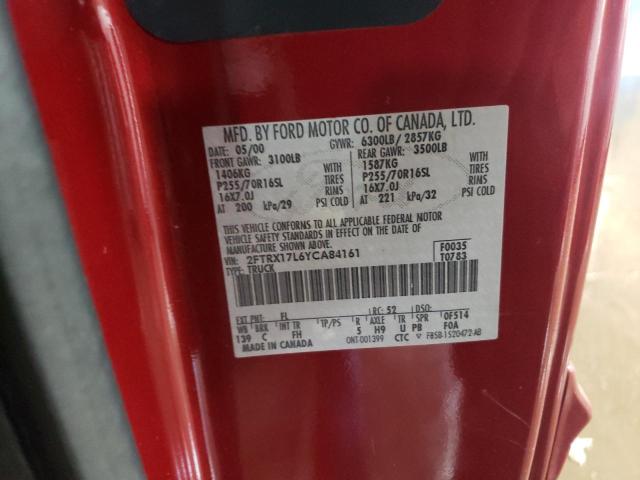 MFD. BY FORD MOTOR CO. OF CANADA, LTD.
DATE: 05/00 GVWR: 6300LB/ 2857KG
FRONT GAWR: 3100LB REAR GAWR: 3500LB
1406KG 1587KG
P255/70R16SL TIRES P255/70R16SL TIRES
16X7.0J RIMS 16X7.0J RIMS
AT 200 kPa/29 PSI COLD AT 221 kPa/32 PSI COLD
THIS VEHICLE CONFORMS TO ALL APPLICABLE FEDERAL MOTOR
VEHICLE SAFETY STANDARDS IN EFFECT ON THE DATE OF
MANUFACTURE SHOWN ABOVE.
VIN: 2FTRX17L6YCA84161 F0035
TYPE: TRUCK T0783
EXT PNT: FL RC: 52 DSO:
WB BRK INT TR TP/PS R AXLE TR SPR 0F514
139 C FH 5 H9 U PB F0A
MADE IN CANADA ONT-001399 CTC F85B-1520472-AB